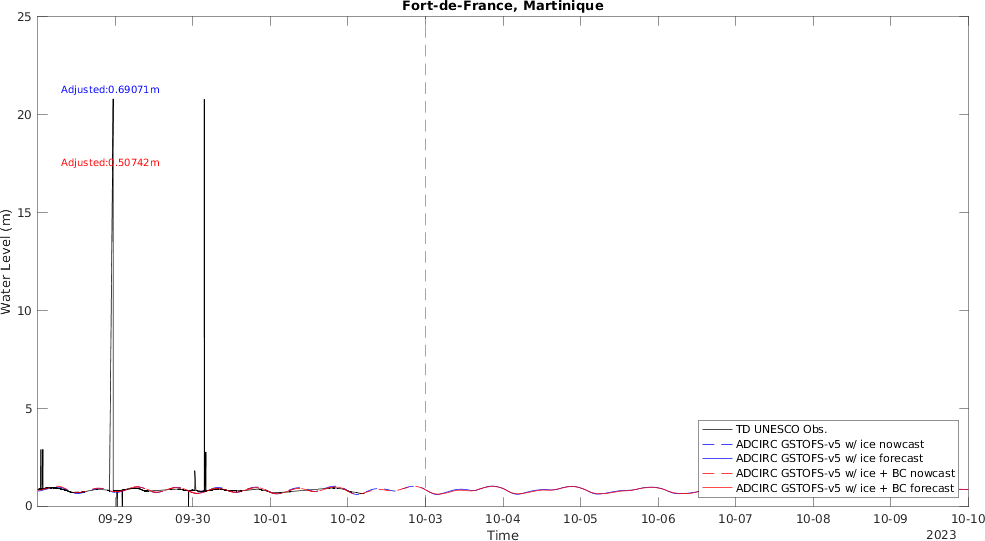 Fort-de-France, Martinique
25
20
15
10
5
0
Water Level (m)
Adjusted:0.69071m
Adjusted:0.50742m
TD UNESCO Obs.
ADCIRC GSTOFS-v5 w/ ice nowcast
ADCIRC GSTOFS-v5 w/ ice forecast
ADCIRC GSTOFS-v5 w/ ice + BC nowcast
ADCIRC GSTOFS-v5 w/ ice + BC forecast
09-29 09-30 10-01 10-02 10-03 10-04 10-05 10-06 10-07 10-08 10-09 10-10
Time
2023